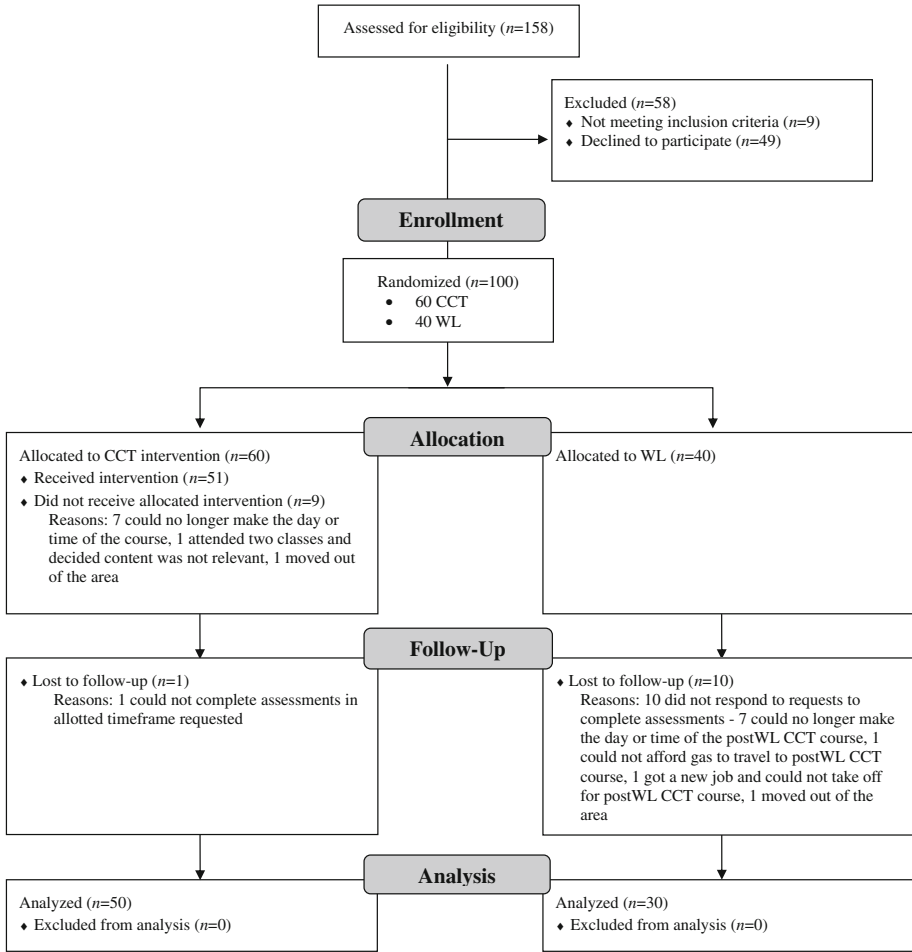 Assessed for eligibility (n=158)
Excluded (n=58)
♦ Not meeting inclusion criteria (n=9)
♦ Declined to participate (n=49)
Enrollment
Randomized (n=100)
• 60 CCT
• 40 WL
Allocation
Allocated to CCT intervention (n=60)
♦ Received intervention (n=51)
♦ Did not receive allocated intervention (n=9)
Reasons: 7 could no longer make the day or
time of the course, 1 attended two classes and
decided content was not relevant, 1 moved out
of the area
Allocated to WL (n=40)
Follow-Up
♦ Lost to follow-up (n=1)
Reasons: 1 could not complete assessments in
allotted timeframe requested
♦ Lost to follow-up (n=10)
Reasons: 10 did not respond to requests to
complete assessments - 7 could no longer make
the day or time of the postWL CCT course, 1
could not afford gas to travel to postWL CCT
course, 1 got a new job and could not take off
for postWL CCT course, 1 moved out of the
area
Analysis
Analyzed (n=50)
♦ Excluded from analysis (n=0)
Analyzed (n=30)
♦ Excluded from analysis (n=0)